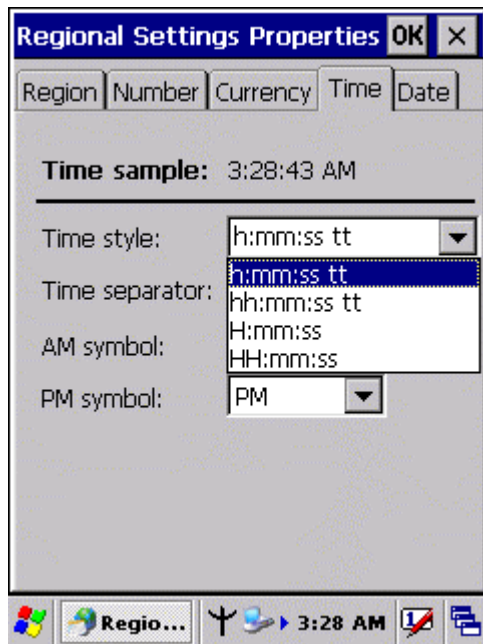 Regional Settings Properties OK ×
Region Number Currency Time Date
Time sample: 3:28:43 AM
Time style: h:mm:ss tt
h:mm:ss tt
Time separator:
hh:mm:ss tt
H:mm:ss
AM symbol:
HH:mm:ss
PM symbol: PM
Regio... 3:28 AM